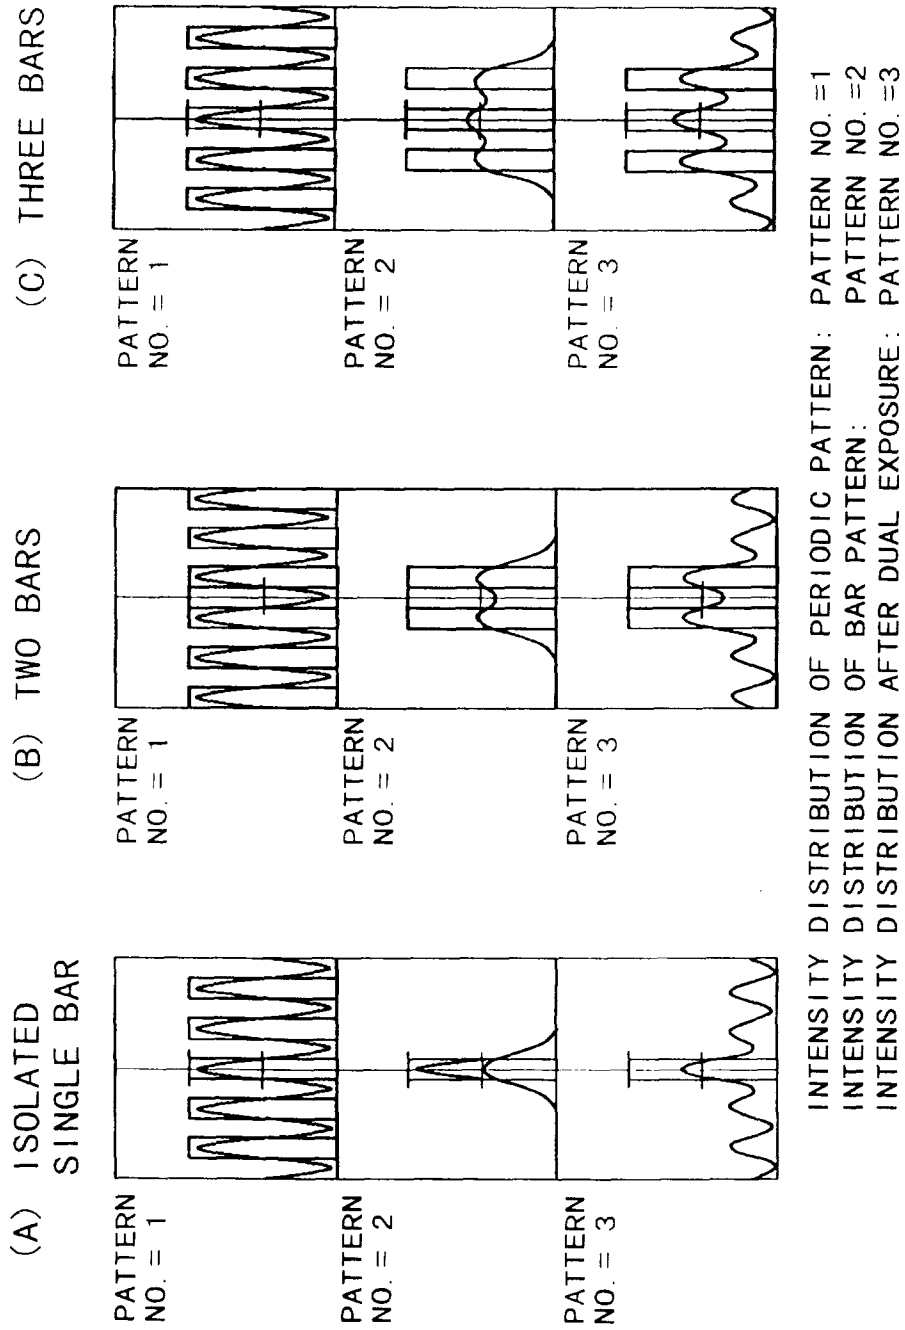 (A) ISOLATED
SINGLE BAR
PATTERN
NO. = 1
PATTERN
NO. = 2
PATTERN
NO. = 3
(B) TWO BARS
PATTERN
NO. = 1
PATTERN
NO. = 2
PATTERN
NO. = 3
(C) THREE BARS
PATTERN
NO. = 1
PATTERN
NO. = 2
PATTERN
NO. = 3
INTENSITY DISTRIBUTION OF PERIODIC PATTERN: PATTERN NO. =1
INTENSITY DISTRIBUTION OF BAR PATTERN: PATTERN NO. =2
INTENSITY DISTRIBUTION AFTER DUAL EXPOSURE: PATTERN NO. =3